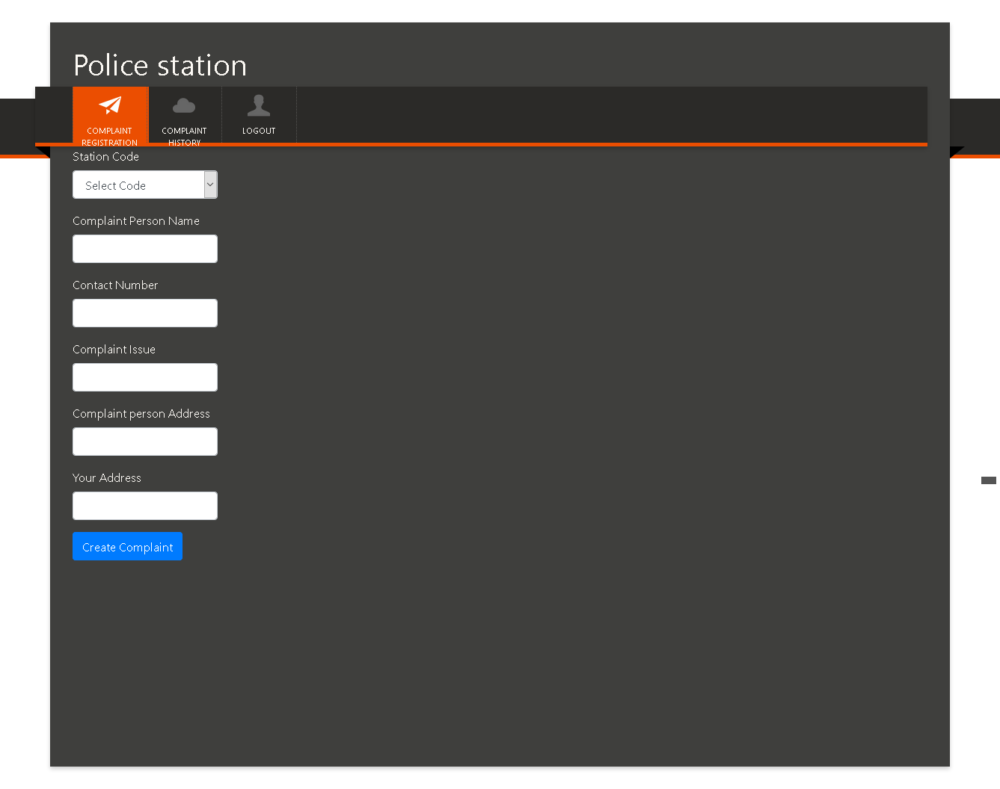 Police station
COMPLAINT
REGISTRATION
COMPLAINT
HISTORY
LOGOUT
Station Code
Select Code
Complaint Person Name
Contact Number
Complaint Issue
Complaint person Address
Your Address
Create Complaint